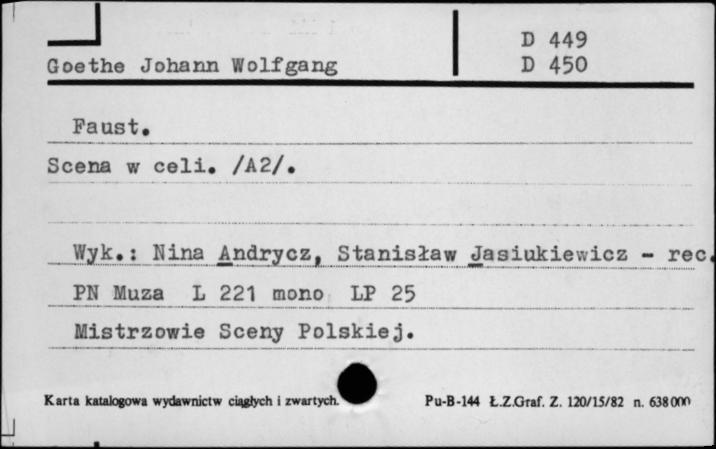 D 449
Goethe Johann Wolfgang D 450
Faust.
Scena w celi. /A2/.
Wyk.: Nina Andrycz, Stanisław Jasiukiewicz - rec.
PN Muza L 221 mono LP 25
Mistrzowie Sceny Polskiej.
Karta katalogowa wydawnictw ciągłych i zwartych. Pu-B-144 Ł.Z.Graf. Z. 120/15/82 n. 638000